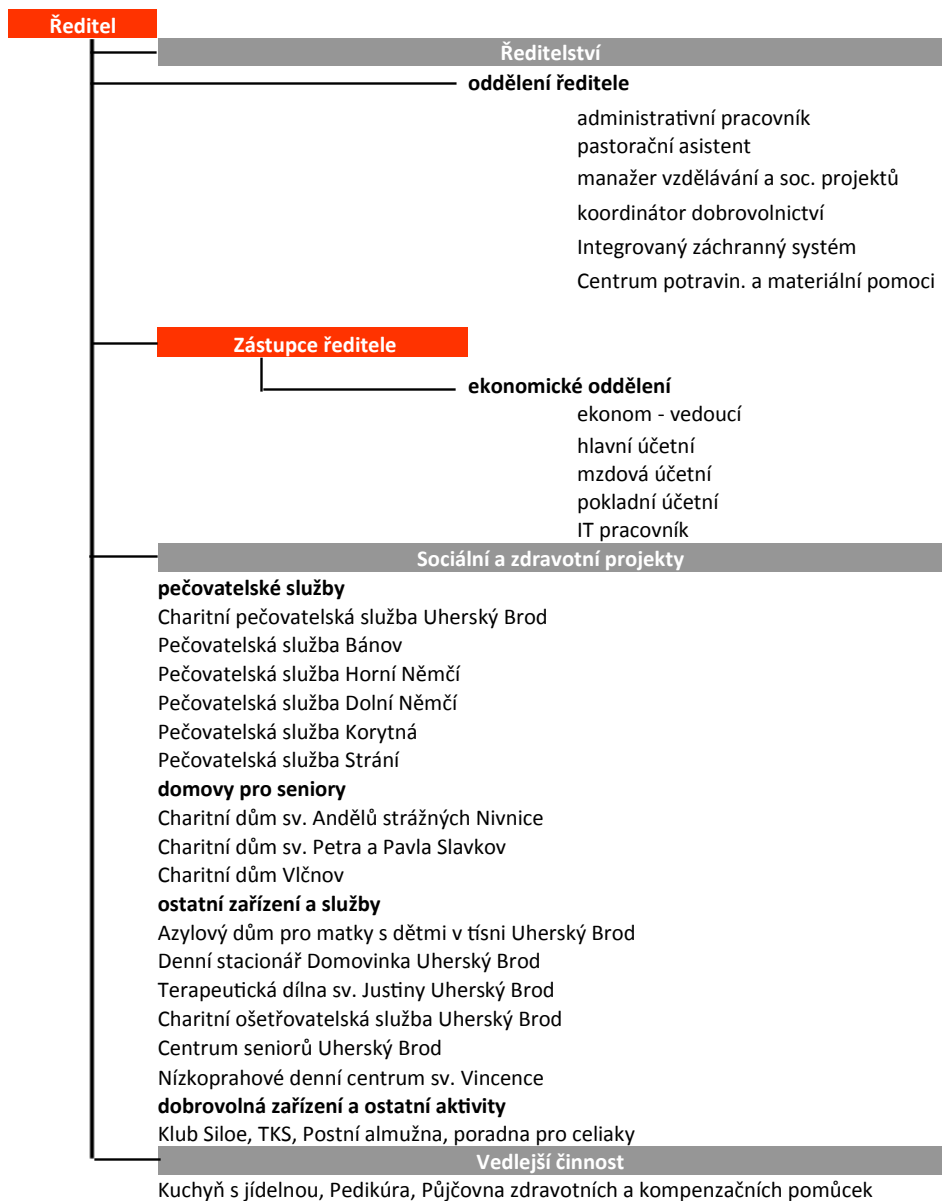 Ředitel
Ředitelství
oddělení ředitele
administrativní pracovník
pastorační asistent
manažer vzdělávání a soc. projektů
koordinátor dobrovolnictví
Integrovaný záchranný systém
Centrum potravin. a materiální pomoci
Zástupce ředitele
ekonomické oddělení
ekonom - vedoucí
hlavní účetní
mzdová účetní
pokladní účetní
IT pracovník
Sociální a zdravotní projekty
pečovatelské služby
Charitní pečovatelská služba Uherský Brod
Pečovatelská služba Bánov
Pečovatelská služba Horní Němčí
Pečovatelská služba Dolní Němčí
Pečovatelská služba Korytná
Pečovatelská služba Strání
domovy pro seniory
Charitní dům sv. Andělů strážných Nivnice
Charitní dům sv. Petra a Pavla Slavkov
Charitní dům Vlčnov
ostatní zařízení a služby
Azylový dům pro matky s dětmi v tísni Uherský Brod
Denní stacionář Domovinka Uherský Brod
Terapeutická dílna sv. Justiny Uherský Brod
Charitní ošetřovatelská služba Uherský Brod
Centrum seniorů Uherský Brod
Nízkoprahové denní centrum sv. Vincence
dobrovolná zařízení a ostatní aktivity
Klub Siloe, TKS, Postní almužna, poradna pro celiaky
Vedlejší činnost
Kuchyň s jídelnou, Pedikúra, Půjčovna zdravotních a kompenzačních pomůcek